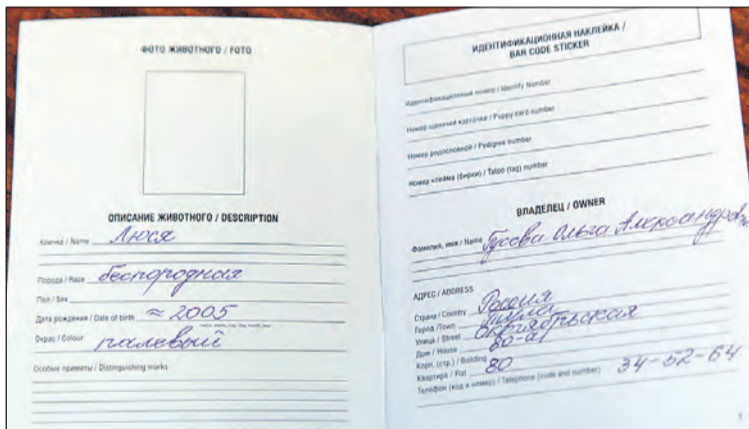 ФОТО ЖИВОТНОГО / FOTO
ОПИСАНИЕ ЖИВОТНОГО / DESCRIPTION
Кличка / Name Люся
Порода / Race беспородная
Пол / Sex
Дата рождения / Date of birth ≈ 2005
Окрас / Colour палевый
Особые приметы / Distinguishing marks
ИДЕНТИФИКАЦИОННАЯ НАКЛЕЙКА /
BAR CODE STICKER
Идентификационный номер / Identify Number
Номер щенячей карточки / Puppy card number
Номер родословной / Pedigree number
Номер клейма (бирки) / Tatoo (tag) number
ВЛАДЕЛЕЦ / OWNER
Фамилия, имя / Name Гусева Ольга Александровна
АДРЕС / ADDRESS
Страна / Country Россия
Город /Town Тула
Улица / Street Октябрьская
Дом / House 80-а
Корп. (стр.) / Building
Квартира / Flat 80
Телефон (код и номер) / Telephone (code and number) 34-52-64
1